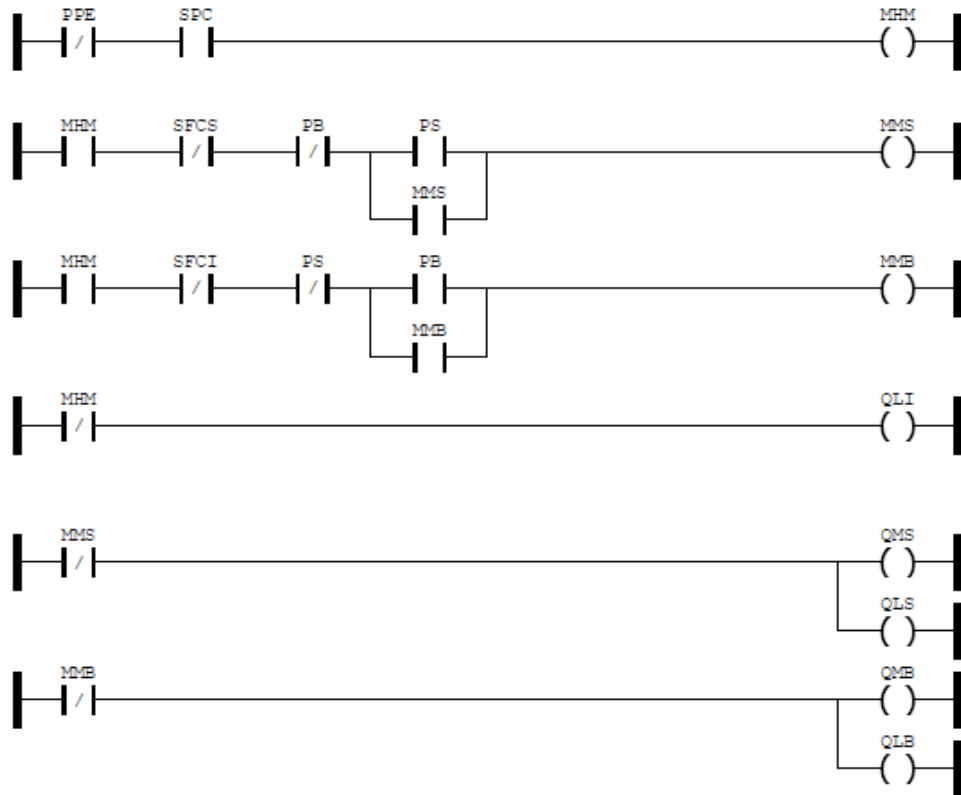 PPE SPC MHM
MHM SFCS PB PS MMS
MMS
MHM SFCI PS PB MMB
MMB
MHM QLI
MMS QMS
QLS
MMB QMB
QLB